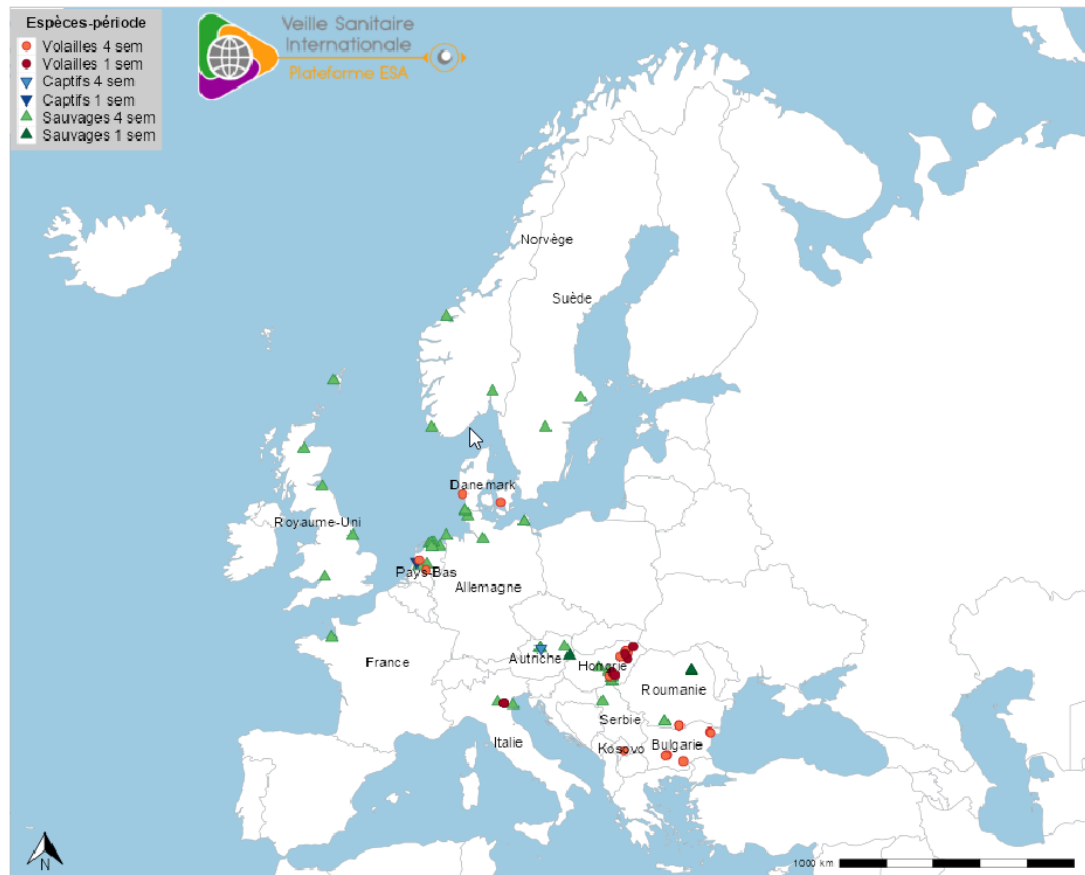 Espèces-période
Volailles 4 sem
Volailles 1 sem
Captifs 4 sem
Captifs 1 sem
Sauvages 4 sem
Sauvages 1 sem
Veille Sanitaire
Internationale
Plateforme ESA
Norvège
Suède
Danemark
Royaume-Uni
Pays-Bas
Allemagne
France
Autriche
Hongrie
Roumanie
Serbie
Italie
Kosovo
Bulgarie
N
1000 km